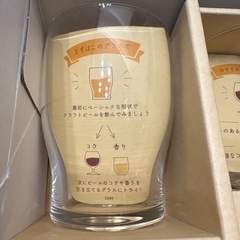 まずはこのグラスで
最初にベーシックな形状で
クラフトビールを飲んでみましょう
コク 香り
次にビールのコクや香りを
引き立てるグラスにトライ!